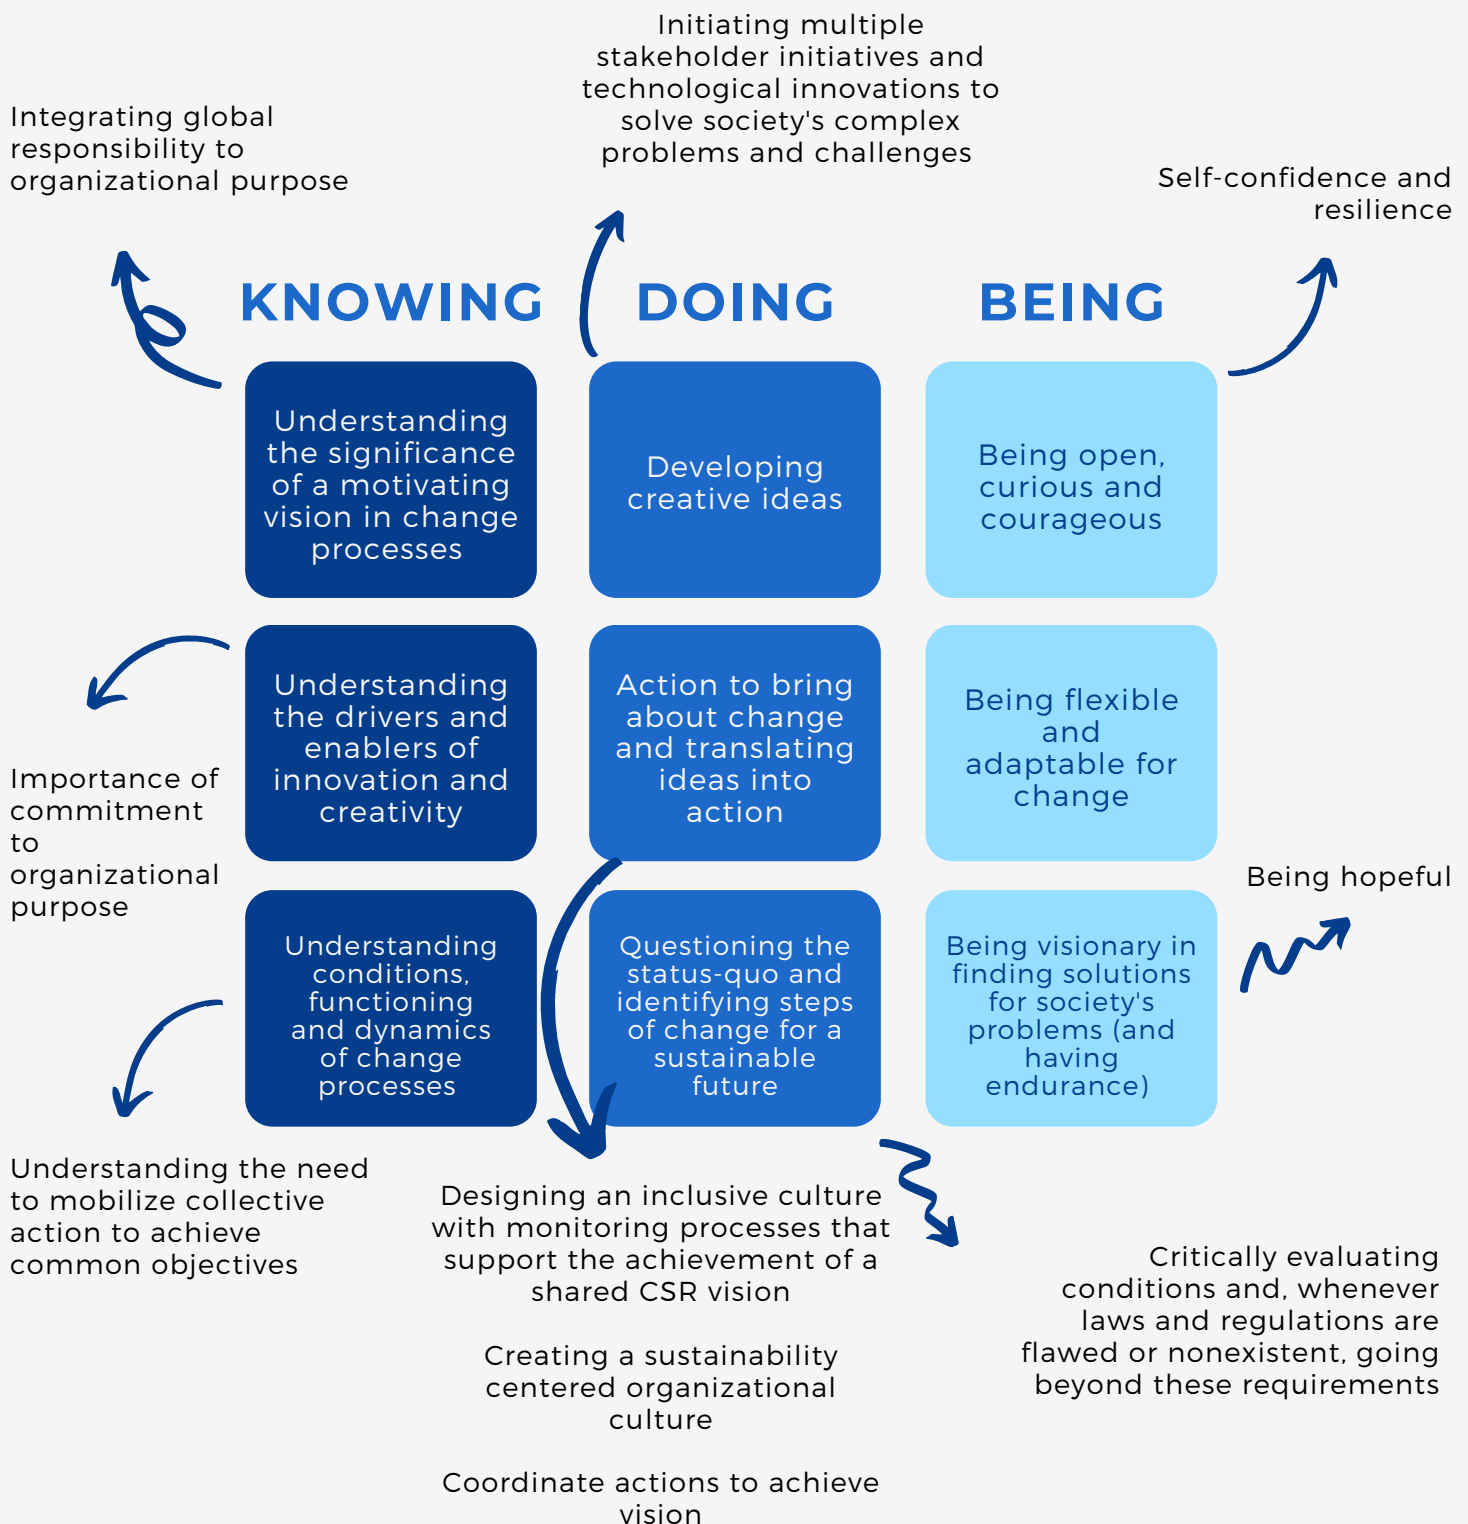 Initiating multiple
stakeholder initiatives and
technological innovations to
solve society's complex
problems and challenges
Integrating global
responsibility to
organizational purpose
Self-confidence and
resilience
KNOWING
DOING
BEING
Understanding
the significance
of a motivating
vision in change
processes
Developing
creative ideas
Being open,
curious and
courageous
Understanding
the drivers and
enablers of
innovation and
creativity
Action to bring
about change
and translating
ideas into
action
Being flexible
and
adaptable for
change
Importance of
commitment
to
organizational
purpose
Being hopeful
Understanding
conditions,
functioning
and dynamics
of change
processes
Questioning the
status-quo and
identifying steps
of change for a
sustainable
future
Being visionary in
finding solutions
for society's
problems (and
having
endurance)
Understanding the need
to mobilize collective
action to achieve
common objectives
Designing an inclusive culture
with monitoring processes that
support the achievement of a
shared CSR vision
Creating a sustainability
centered organizational
culture
Coordinate actions to achieve
vision
Critically evaluating
conditions and, whenever
laws and regulations are
flawed or nonexistent, going
beyond these requirements